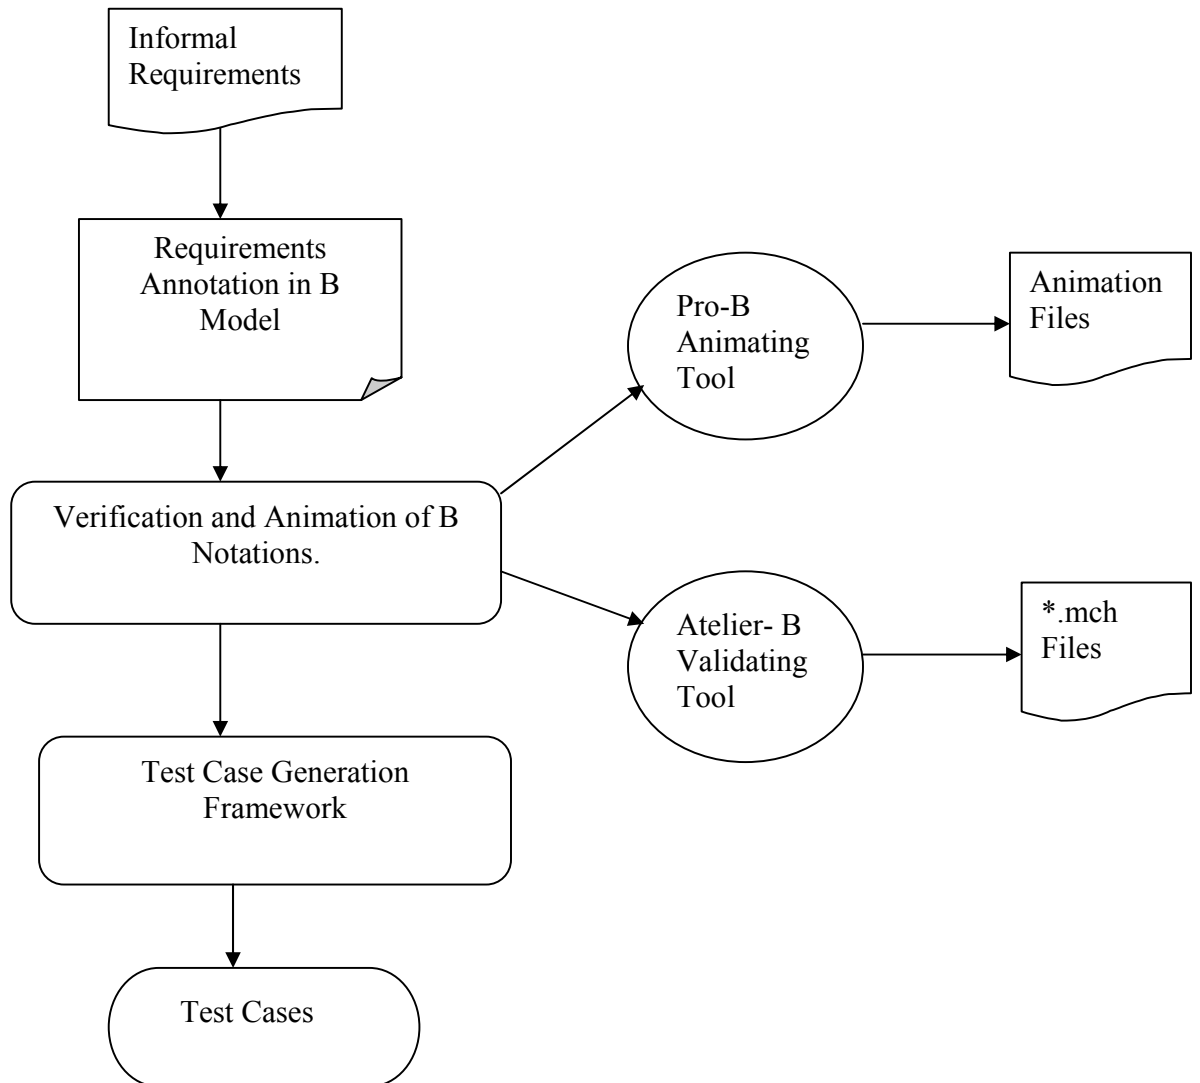 Informal
Requirements
Requirements
Annotation in B
Model
Pro-B
Animating
Tool
Animation
Files
Verification and Animation of B
Notations.
Atelier- B
Validating
Tool
*.mch
Files
Test Case Generation
Framework
Test Cases